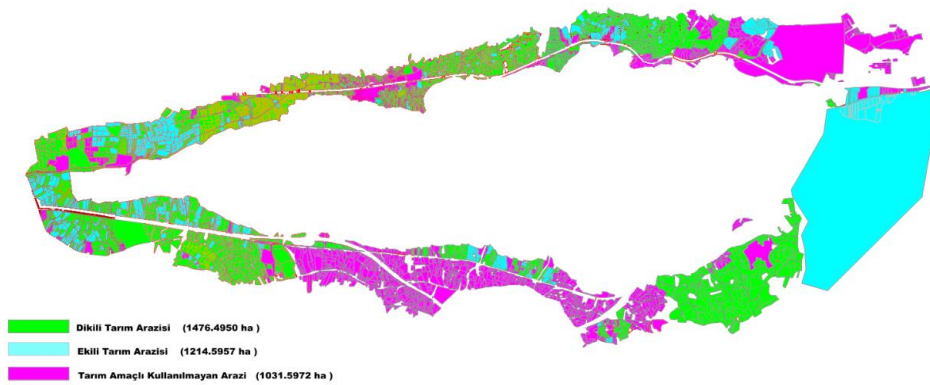 Dikili Tarım Arazisi (1476.4950 ha )
Ekili Tarım Arazisi (1214.5957 ha )
Tarım Amaçlı Kullanılmayan Arazi (1031.5972 ha )